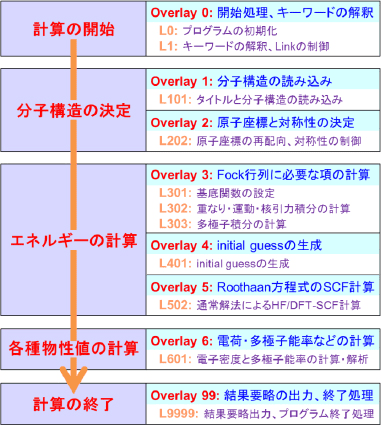 計算の開始
Overlay 0: 開始処理、キーワードの解釈
L0: プログラムの初期化
L1: キーワードの解釈、Linkの制御
分子構造の決定
Overlay 1: 分子構造の読み込み
L101: タイトルと分子構造の読み込み
Overlay 2: 原子座標と対称性の決定
L202: 原子座標の再配向、対称性の制御
エネルギーの計算
Overlay 3: Fock行列に必要な項の計算
L301: 基底関数の設定
L302: 重なり・運動・核引力積分の計算
L303: 多極子積分の計算
Overlay 4: initial guessの生成
L401: initial guessの生成
Overlay 5: Roothaan方程式のSCF計算
L502: 通常解法によるHF/DFT-SCF計算
各種物性値の計算
Overlay 6: 電荷・多極子能率などの計算
L601: 電子密度と多極子能率の計算・解析
計算の終了
Overlay 99: 結果要略の出力、終了処理
L9999: 結果要略出力、プログラム終了処理